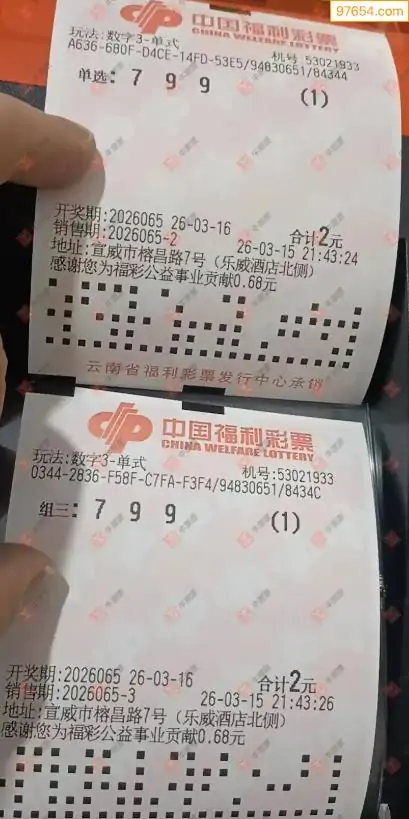 97654.com
中国福利彩票
CHINA WELFARE LOTTERY
玩法:数字3-单式
机号:53021933
A636-680F-D4CE-14FD-53E5/94830651/84344
单选: 7 9 9 (1)
开奖期:2026065 26-03-16 合计2元
销售期:2026065-2 26-03-15 21:43:24
地址:宣威市榕昌路7号(乐威酒店北侧)
感谢您为福彩公益事业贡献0.68元
云南省福利彩票发行中心承销
中国福利彩票
CHINA WELFARE LOTTERY
玩法:数字3-单式
机号:53021933
0344-2836-F58F-C7FA-F3F4/94830651/8434C
组三: 7 9 9 (1)
开奖期:2026065 26-03-16 合计2元
销售期:2026065-3 26-03-15 21:43:26
地址:宣威市榕昌路7号(乐威酒店北侧)
感谢您为福彩公益事业贡献0.68元